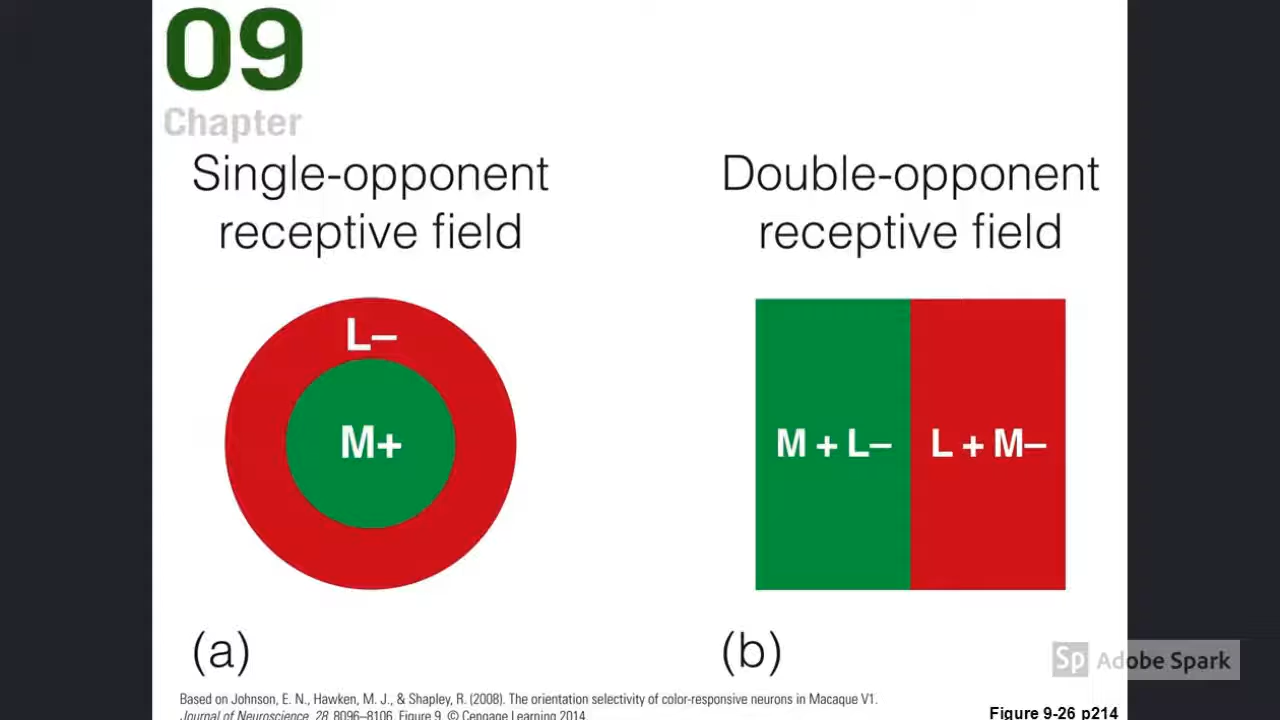 09
Chapter
Single-opponent
receptive field
Double-opponent
receptive field
L–
M+
M + L–
L + M–
(a)
(b)
Sp Adobe Spark
Based on Johnson, E. N., Hawken, M. J., & Shapley, R. (2008). The orientation selectivity of color-responsive neurons in Macaque V1.
Journal of Neuroscience, 28, 8096–8106, Figure 9. © Cengage Learning 2014.
Figure 9-26 p214